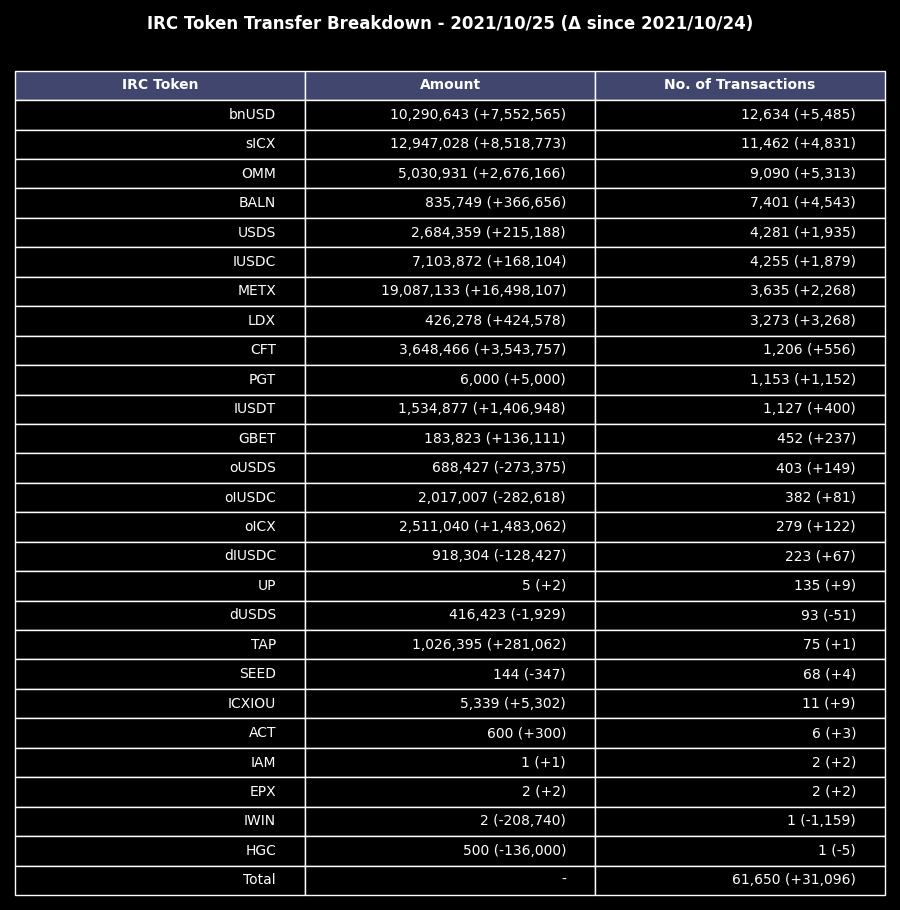 IRC Token Transfer Breakdown - 2021/10/25 (Δ since 2021/10/24)
IRC Token Amount No. of Transactions
bnUSD 10,290,643 (+7,552,565) 12,634 (+5,485)
sICX 12,947,028 (+8,518,773) 11,462 (+4,831)
OMM 5,030,931 (+2,676,166) 9,090 (+5,313)
BALN 835,749 (+366,656) 7,401 (+4,543)
USDS 2,684,359 (+215,188) 4,281 (+1,935)
IUSDC 7,103,872 (+168,104) 4,255 (+1,879)
METX 19,087,133 (+16,498,107) 3,635 (+2,268)
LDX 426,278 (+424,578) 3,273 (+3,268)
CFT 3,648,466 (+3,543,757) 1,206 (+556)
PGT 6,000 (+5,000) 1,153 (+1,152)
IUSDT 1,534,877 (+1,406,948) 1,127 (+400)
GBET 183,823 (+136,111) 452 (+237)
oUSDS 688,427 (-273,375) 403 (+149)
oIUSDC 2,017,007 (-282,618) 382 (+81)
oICX 2,511,040 (+1,483,062) 279 (+122)
dIUSDC 918,304 (-128,427) 223 (+67)
UP 5 (+2) 135 (+9)
dUSDS 416,423 (-1,929) 93 (-51)
TAP 1,026,395 (+281,062) 75 (+1)
SEED 144 (-347) 68 (+4)
ICXIOU 5,339 (+5,302) 11 (+9)
ACT 600 (+300) 6 (+3)
IAM 1 (+1) 2 (+2)
EPX 2 (+2) 2 (+2)
IWIN 2 (-208,740) 1 (-1,159)
HGC 500 (-136,000) 1 (-5)
Total - 61,650 (+31,096)